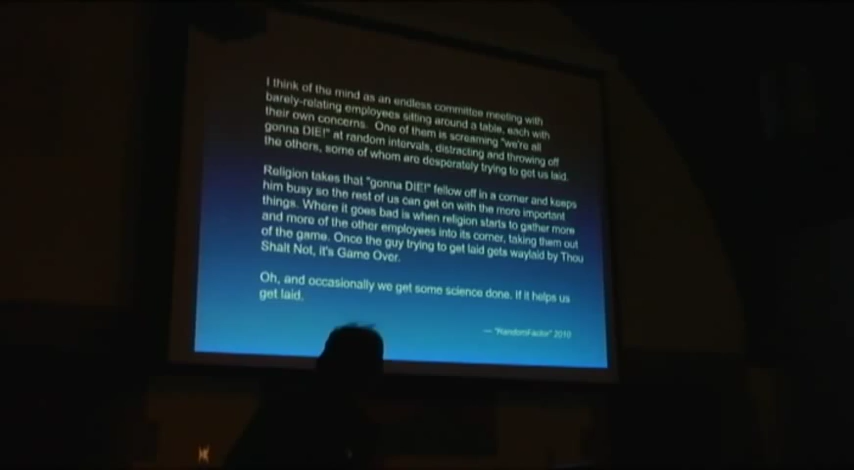 I think of the mind as an endless committee meeting with
barely-relating employees sitting around a table, each with
their own concerns. One of them is screaming "we're all
gonna DIE!" at random intervals, distracting and throwing off
the others, some of whom are desperately trying to get us laid.
Religion takes that "gonna DIE!" fellow off in a corner and keeps
him busy so the rest of us can get on with the more important
things. Where it goes bad is when religion starts to gather more
and more of the other employees into its corner, taking them out
of the game. Once the guy trying to get laid gets waylaid by Thou
Shalt Not, it's Game Over.
Oh, and occasionally we get some science done. If it helps us
get laid.
— "RandomFactor" 2010